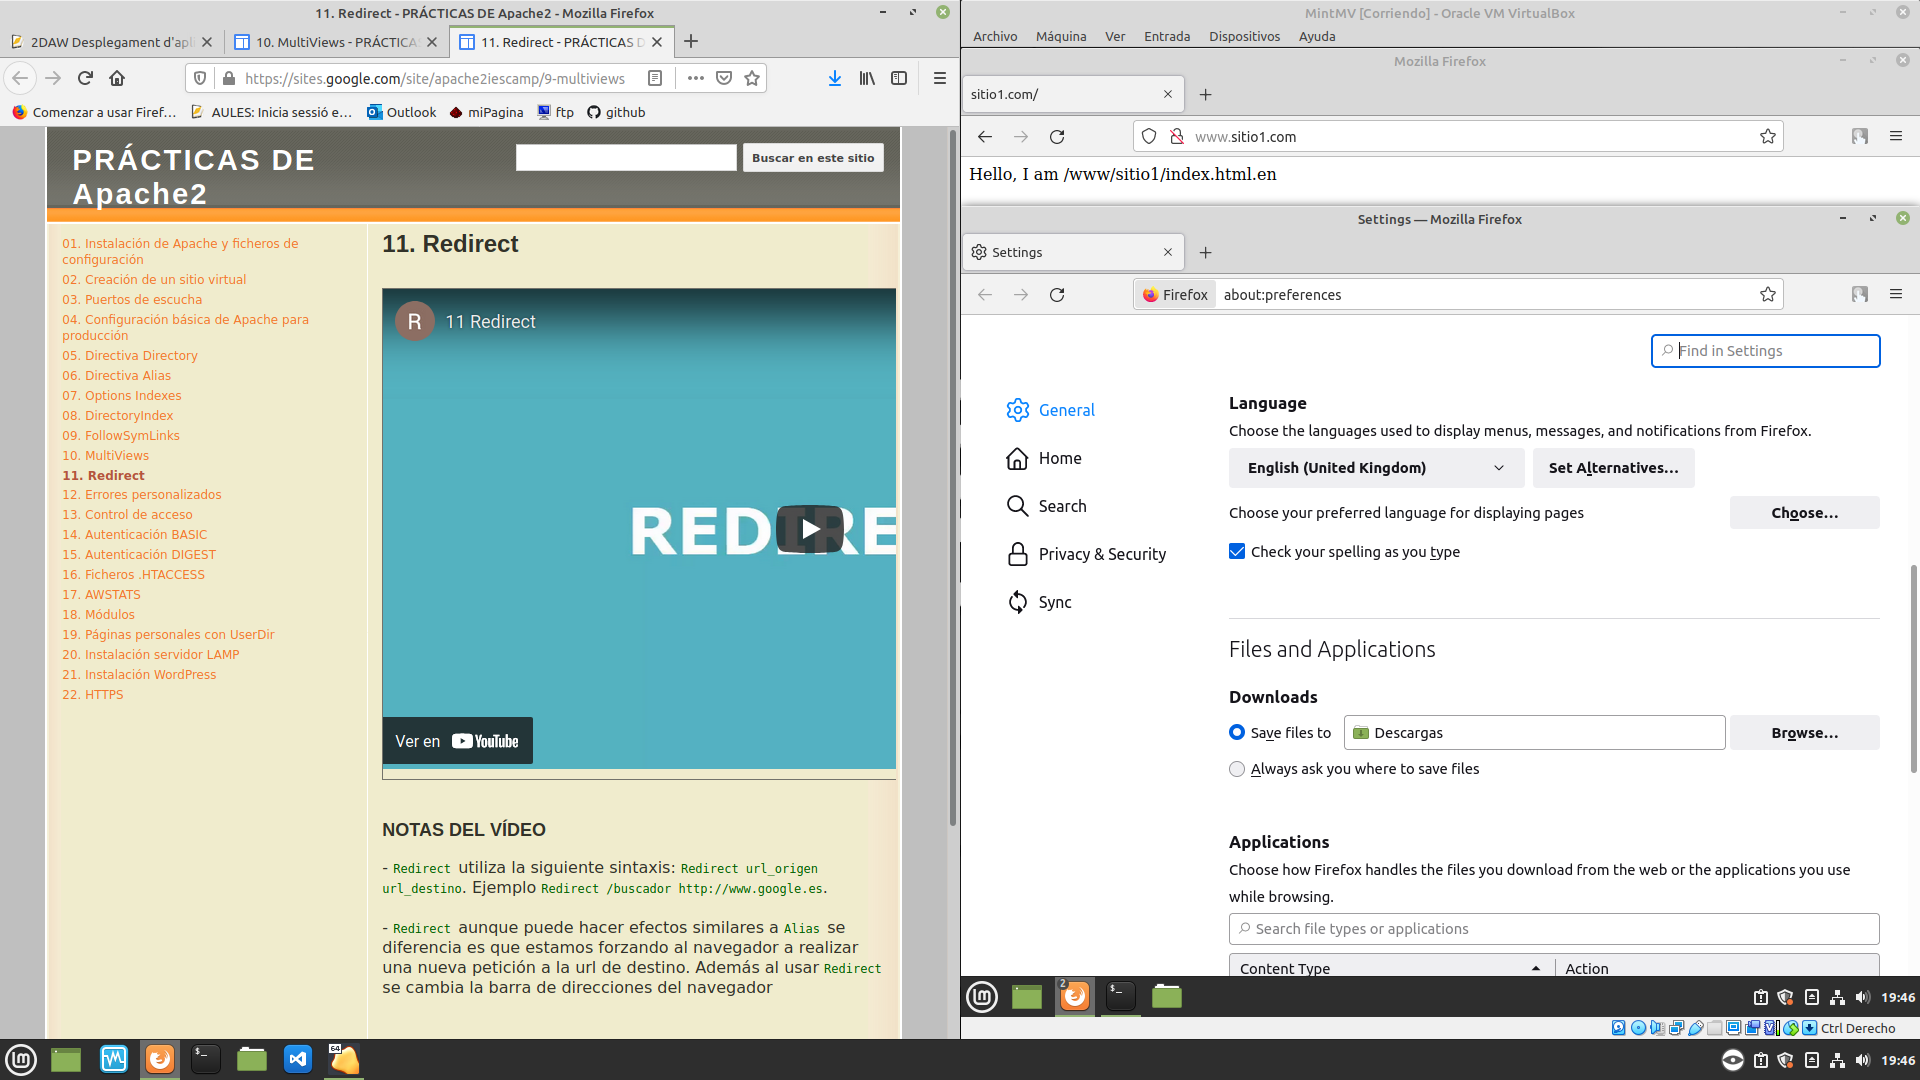 11. Redirect - PRÁCTICAS DE Apache2 - Mozilla Firefox
2DAW Desplegament d'apl
10. MultiViews - PRÁCTICAS
11. Redirect - PRÁCTICAS D
https://sites.google.com/site/apache2iescamp/9-multiviews
Comenzar a usar Firef...
AULES: Inicia sessió e...
Outlook
miPagina
ftp
github
PRÁCTICAS DE
Apache2
Buscar en este sitio
01. Instalación de Apache y ficheros de
configuración
02. Creación de un sitio virtual
03. Puertos de escucha
04. Configuración básica de Apache para
producción
05. Directiva Directory
06. Directiva Alias
07. Options Indexes
08. DirectoryIndex
09. FollowSymLinks
10. MultiViews
11. Redirect
12. Errores personalizados
13. Control de acceso
14. Autenticación BASIC
15. Autenticación DIGEST
16. Ficheros .HTACCESS
17. AWSTATS
18. Módulos
19. Páginas personales con UserDir
20. Instalación servidor LAMP
21. Instalación WordPress
22. HTTPS
11. Redirect
R
11 Redirect
REDIRE
Ver en YouTube
NOTAS DEL VÍDEO
- Redirect utiliza la siguiente sintaxis: Redirect url_origen
url_destino. Ejemplo Redirect /buscador http://www.google.es.
- Redirect aunque puede hacer efectos similares a Alias se
diferencia es que estamos forzando al navegador a realizar
una nueva petición a la url de destino. Además al usar Redirect
se cambia la barra de direcciones del navegador
64
19:46
MintMV [Corriendo] - Oracle VM VirtualBox
Archivo
Máquina
Ver
Entrada
Dispositivos
Ayuda
Mozilla Firefox
sitio1.com/
www.sitio1.com
Hello, I am /www/sitio1/index.html.en
Settings — Mozilla Firefox
Settings
Firefox
about:preferences
Find in Settings
General
Home
Search
Privacy & Security
Sync
Language
Choose the languages used to display menus, messages, and notifications from Firefox.
English (United Kingdom)
Set Alternatives...
Choose your preferred language for displaying pages
Choose...
Check your spelling as you type
Files and Applications
Downloads
Save files to
Descargas
Browse...
Always ask you where to save files
Applications
Choose how Firefox handles the files you download from the web or the applications you use
while browsing.
Search file types or applications
Content Type
Action
2
19:46
Ctrl Derecho